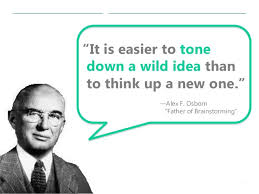 “It is easier to tone
down a wild idea than
to think up a new one.”
—Alex F. Osborn
“Father of Brainstorming”